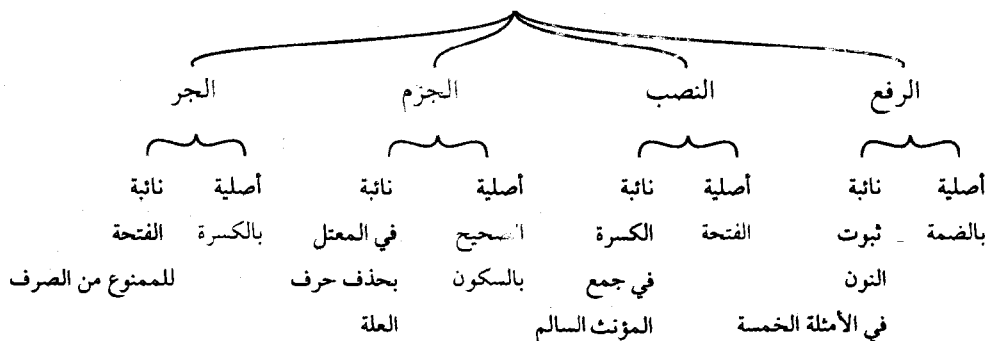 الرفع النصب الجزم الجر
أصلية نائبة أصلية نائبة أصلية نائبة أصلية نائبة
بالضمة ثبوت الفتحة الكسرة الصحيح في المعتل بالكسرة الفتحة
النون في جمع بالسكون بحذف حرف للممنوع من الصرف
في الأمثلة الخمسة المؤنث السالم العلة